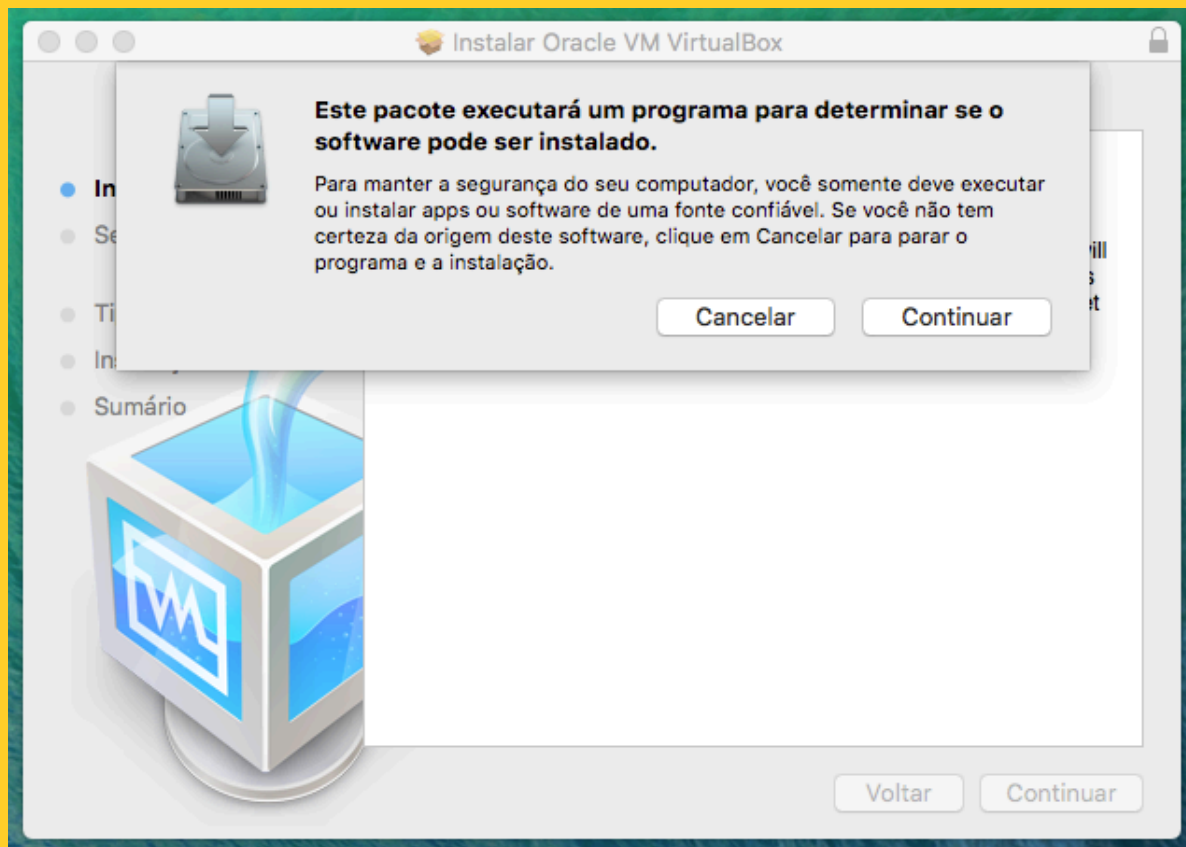 Instalar Oracle VM VirtualBox
Este pacote executará um programa para determinar se o
software pode ser instalado.
Para manter a segurança do seu computador, você somente deve executar
ou instalar apps ou software de uma fonte confiável. Se você não tem
certeza da origem deste software, clique em Cancelar para parar o
programa e a instalação.
Cancelar Continuar
Sumário
Voltar Continuar